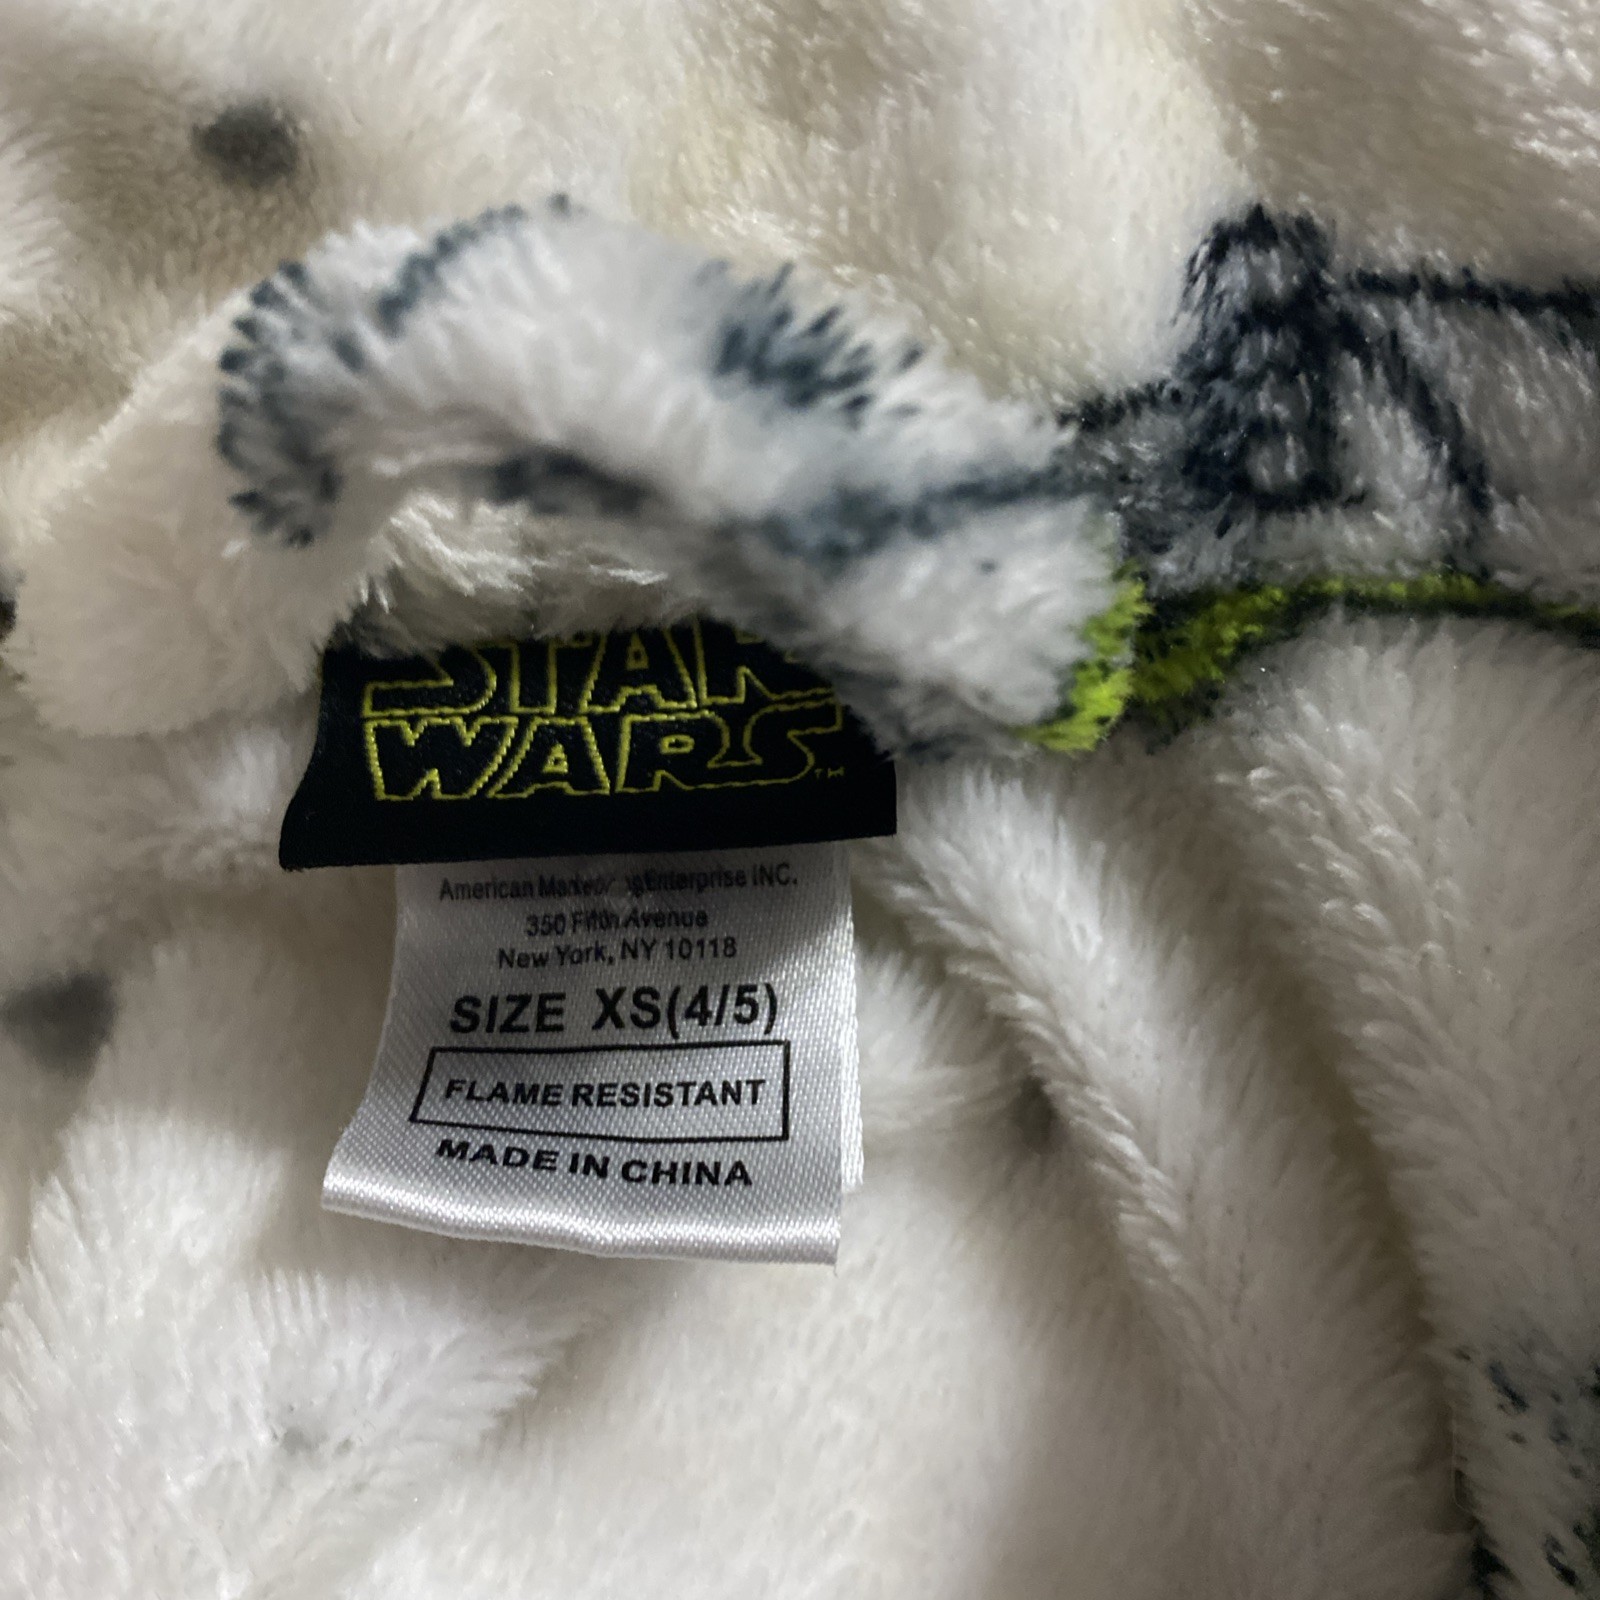 STAR
WARS™
American Marketing Enterprise INC.
350 Fifth Avenue
New York, NY 10118
SIZE XS(4/5)
FLAME RESISTANT
MADE IN CHINA